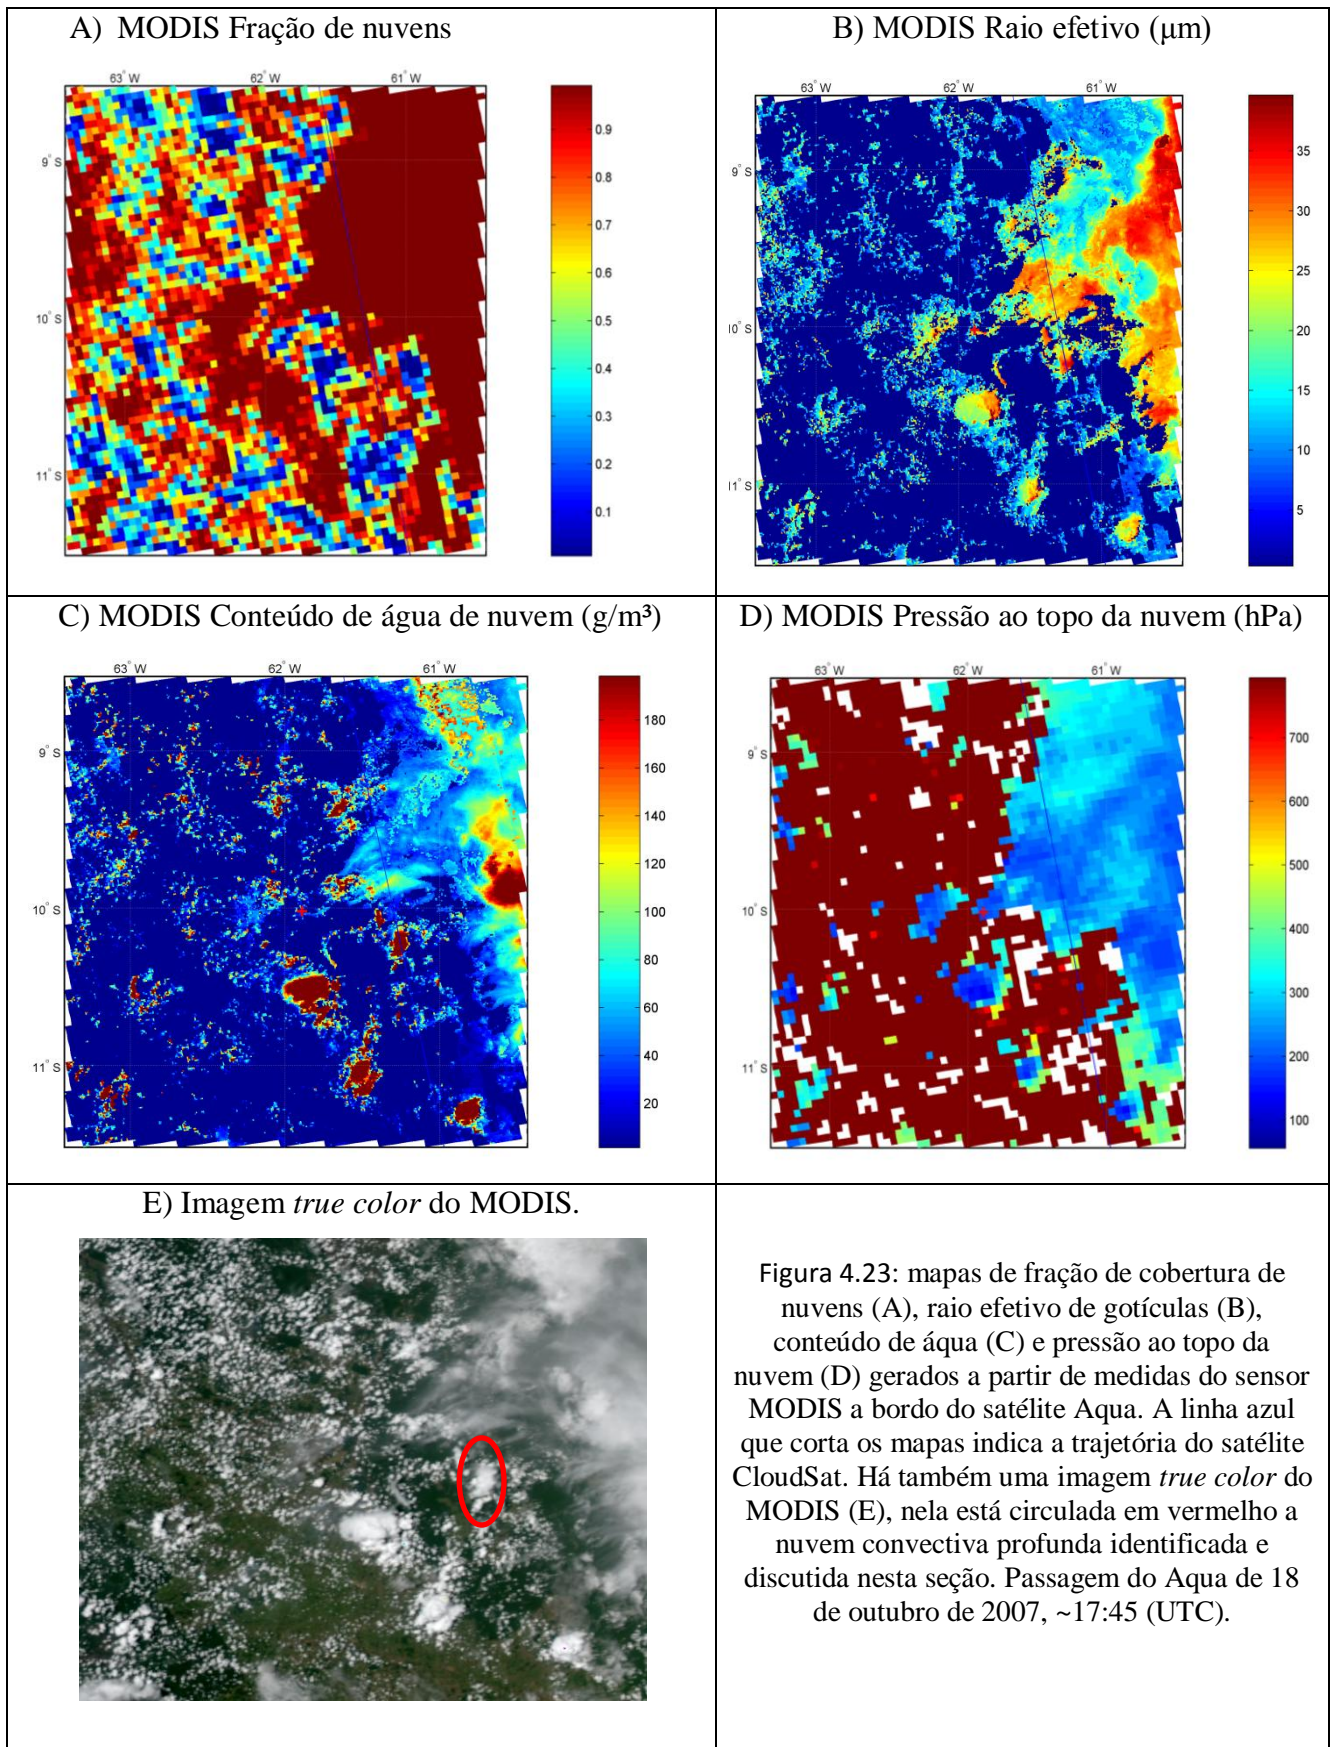 A) MODIS Fração de nuvens
63° W 62° W 61° W
9° S
10° S
11° S
0.9
0.8
0.7
0.6
0.5
0.4
0.3
0.2
0.1
B) MODIS Raio efetivo (μm)
63° W 62° W 61° W
9° S
10° S
11° S
35
30
25
20
15
10
5
C) MODIS Conteúdo de água de nuvem (g/m³)
63° W 62° W 61° W
9° S
10° S
11° S
180
160
140
120
100
80
60
40
20
D) MODIS Pressão ao topo da nuvem (hPa)
63° W 62° W 61° W
9° S
10° S
11° S
700
600
500
400
300
200
100
E) Imagem true color do MODIS.
Figura 4.23: mapas de fração de cobertura de
nuvens (A), raio efetivo de gotículas (B),
conteúdo de áqua (C) e pressão ao topo da
nuvem (D) gerados a partir de medidas do sensor
MODIS a bordo do satélite Aqua. A linha azul
que corta os mapas indica a trajetória do satélite
CloudSat. Há também uma imagem true color do
MODIS (E), nela está circulada em vermelho a
nuvem convectiva profunda identificada e
discutida nesta seção. Passagem do Aqua de 18
de outubro de 2007, ~17:45 (UTC).